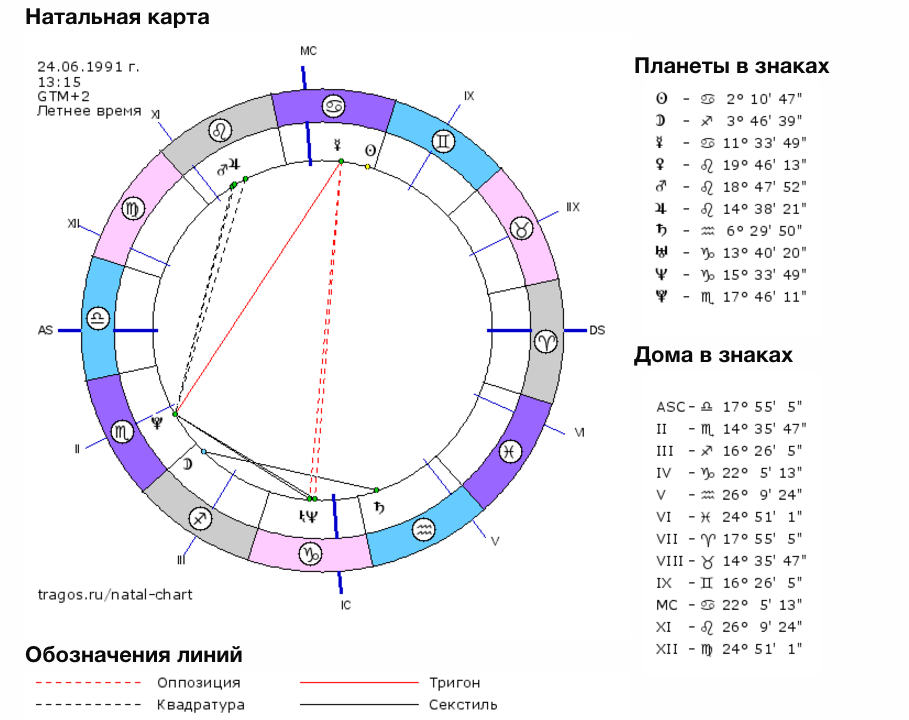 Натальная карта
24.06.1991 г.
13:15
GTM+2
Летнее время
MC
IX
XI
IIX
XII
AS
DS
II
VI
III
V
IC
tragos.ru/natal-chart
Планеты в знаках
☉ - ♋ 2° 10' 47"
☽ - ♐ 3° 46' 39"
☿ - ♋ 11° 33' 49"
♀ - ♌ 19° 46' 13"
♂ - ♌ 18° 47' 52"
♃ - ♌ 14° 38' 21"
♄ - ♒ 6° 29' 50"
♅ - ♑ 13° 40' 20"
♆ - ♑ 15° 33' 49"
♆ - ♏ 17° 46' 11"
Дома в знаках
ASC - ♎ 17° 55' 5"
II - ♏ 14° 35' 47"
III - ♐ 16° 26' 5"
IV - ♑ 22° 5' 13"
V - ♒ 26° 9' 24"
VI - ♓ 24° 51' 1"
VII - ♈ 17° 55' 5"
VIII - ♉ 14° 35' 47"
IX - ♊ 16° 26' 5"
MC - ♋ 22° 5' 13"
XI - ♌ 26° 9' 24"
XII - ♍ 24° 51' 1"
Обозначения линий
Оппозиция
Тригон
Квадратура
Секстиль